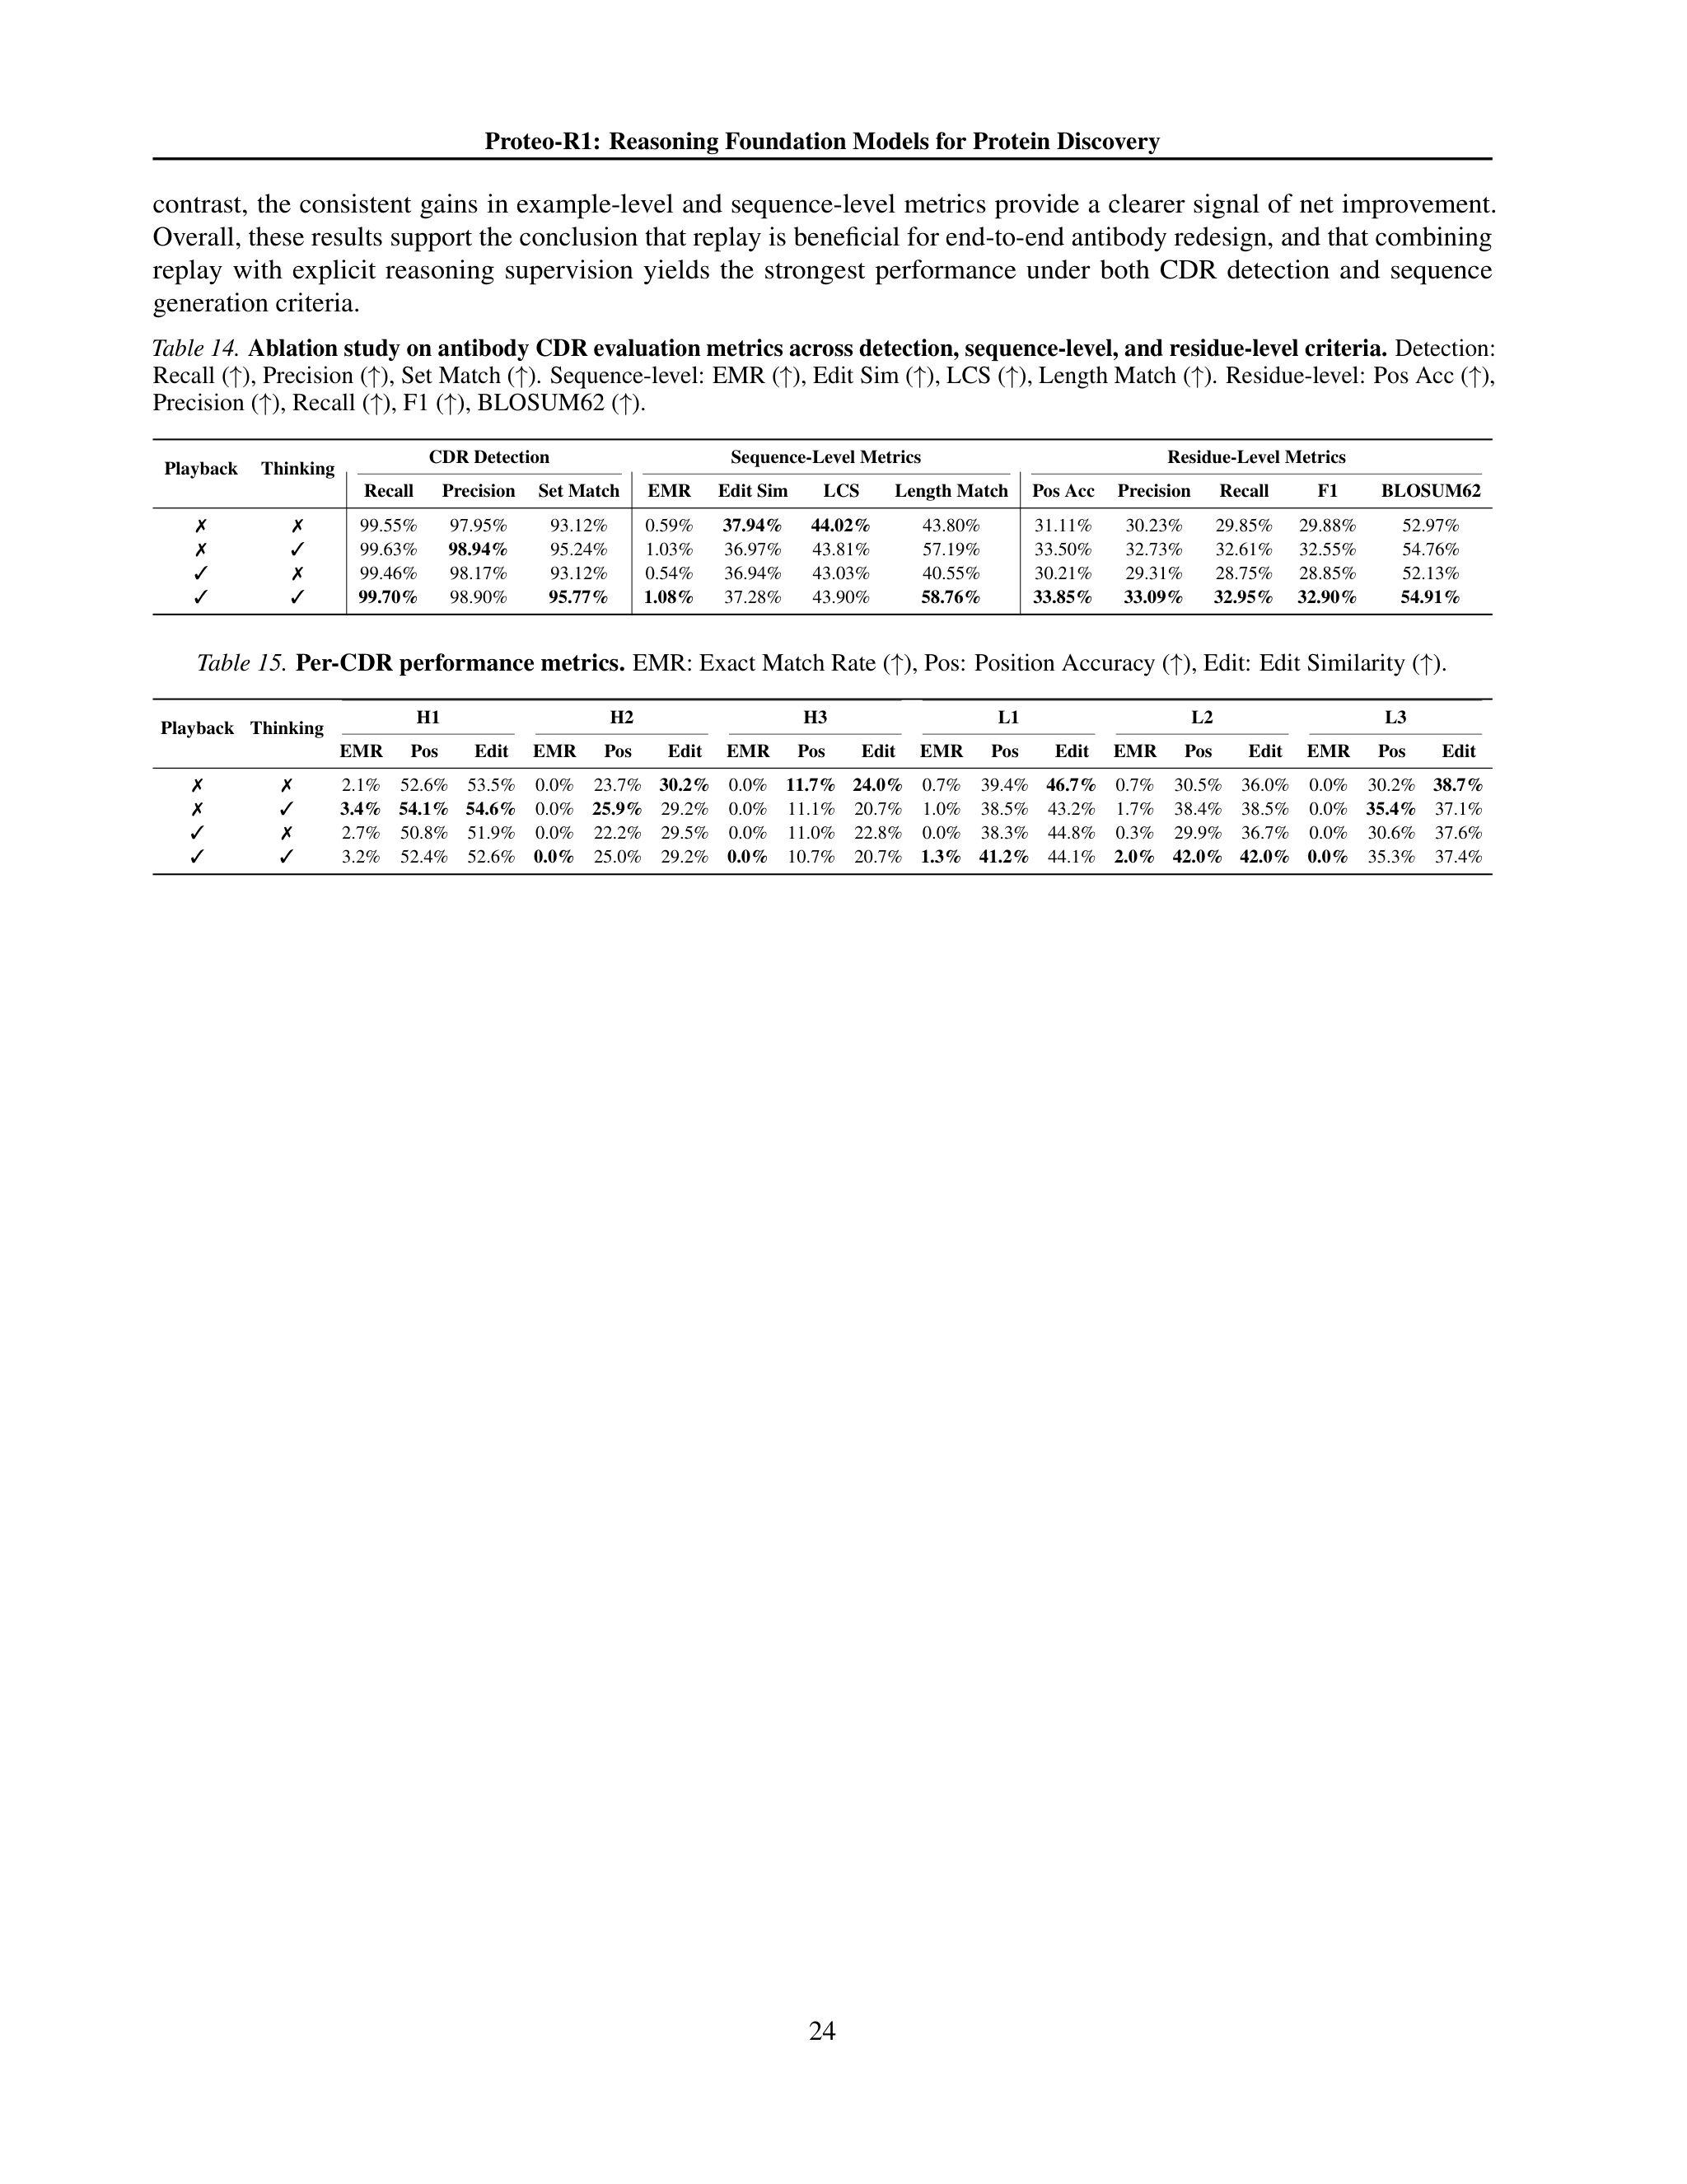 Proteo-R1: Reasoning Foundation Models for Protein Discovery
contrast, the consistent gains in example-level and sequence-level metrics provide a clearer signal of net improvement.
Overall, these results support the conclusion that replay is beneficial for end-to-end antibody redesign, and that combining
replay with explicit reasoning supervision yields the strongest performance under both CDR detection and sequence
generation criteria.
Table 14. Ablation study on antibody CDR evaluation metrics across detection, sequence-level, and residue-level criteria. Detection:
Recall (↑), Precision (↑), Set Match (↑). Sequence-level: EMR (↑), Edit Sim (↑), LCS (↑), Length Match (↑). Residue-level: Pos Acc (↑),
Precision (↑), Recall (↑), F1 (↑), BLOSUM62 (↑).
Playback Thinking CDR Detection Sequence-Level Metrics Residue-Level Metrics
Recall Precision Set Match EMR Edit Sim LCS Length Match Pos Acc Precision Recall F1 BLOSUM62
✗ ✗ 99.55% 97.95% 93.12% 0.59% 37.94% 44.02% 43.80% 31.11% 30.23% 29.85% 29.88% 52.97%
✗ ✓ 99.63% 98.94% 95.24% 1.03% 36.97% 43.81% 57.19% 33.50% 32.73% 32.61% 32.55% 54.76%
✓ ✗ 99.46% 98.17% 93.12% 0.54% 36.94% 43.03% 40.55% 30.21% 29.31% 28.75% 28.85% 52.13%
✓ ✓ 99.70% 98.90% 95.77% 1.08% 37.28% 43.90% 58.76% 33.85% 33.09% 32.95% 32.90% 54.91%
Table 15. Per-CDR performance metrics. EMR: Exact Match Rate (↑), Pos: Position Accuracy (↑), Edit: Edit Similarity (↑).
Playback Thinking H1 H2 H3 L1 L2 L3
EMR Pos Edit EMR Pos Edit EMR Pos Edit EMR Pos Edit EMR Pos Edit EMR Pos Edit
✗ ✗ 2.1% 52.6% 53.5% 0.0% 23.7% 30.2% 0.0% 11.7% 24.0% 0.7% 39.4% 46.7% 0.7% 30.5% 36.0% 0.0% 30.2% 38.7%
✗ ✓ 3.4% 54.1% 54.6% 0.0% 25.9% 29.2% 0.0% 11.1% 20.7% 1.0% 38.5% 43.2% 1.7% 38.4% 38.5% 0.0% 35.4% 37.1%
✓ ✗ 2.7% 50.8% 51.9% 0.0% 22.2% 29.5% 0.0% 11.0% 22.8% 0.0% 38.3% 44.8% 0.3% 29.9% 36.7% 0.0% 30.6% 37.6%
✓ ✓ 3.2% 52.4% 52.6% 0.0% 25.0% 29.2% 0.0% 10.7% 20.7% 1.3% 41.2% 44.1% 2.0% 42.0% 42.0% 0.0% 35.3% 37.4%
24